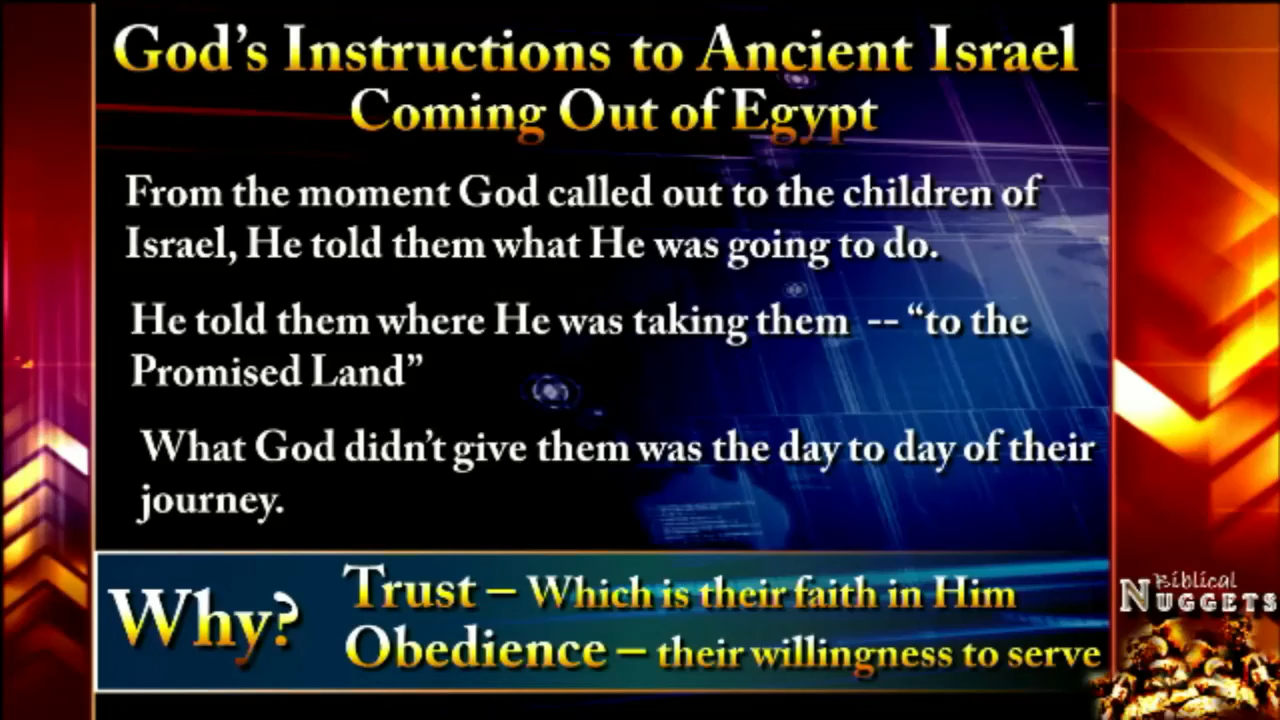 God's Instructions to Ancient Israel
Coming Out of Egypt
From the moment God called out to the children of
Israel, He told them what He was going to do.
He told them where He was taking them -- “to the
Promised Land”
What God didn't give them was the day to day of their
journey.
Why?
Trust – Which is their faith in Him
Obedience – their willingness to serve
Biblical
NUGGETS